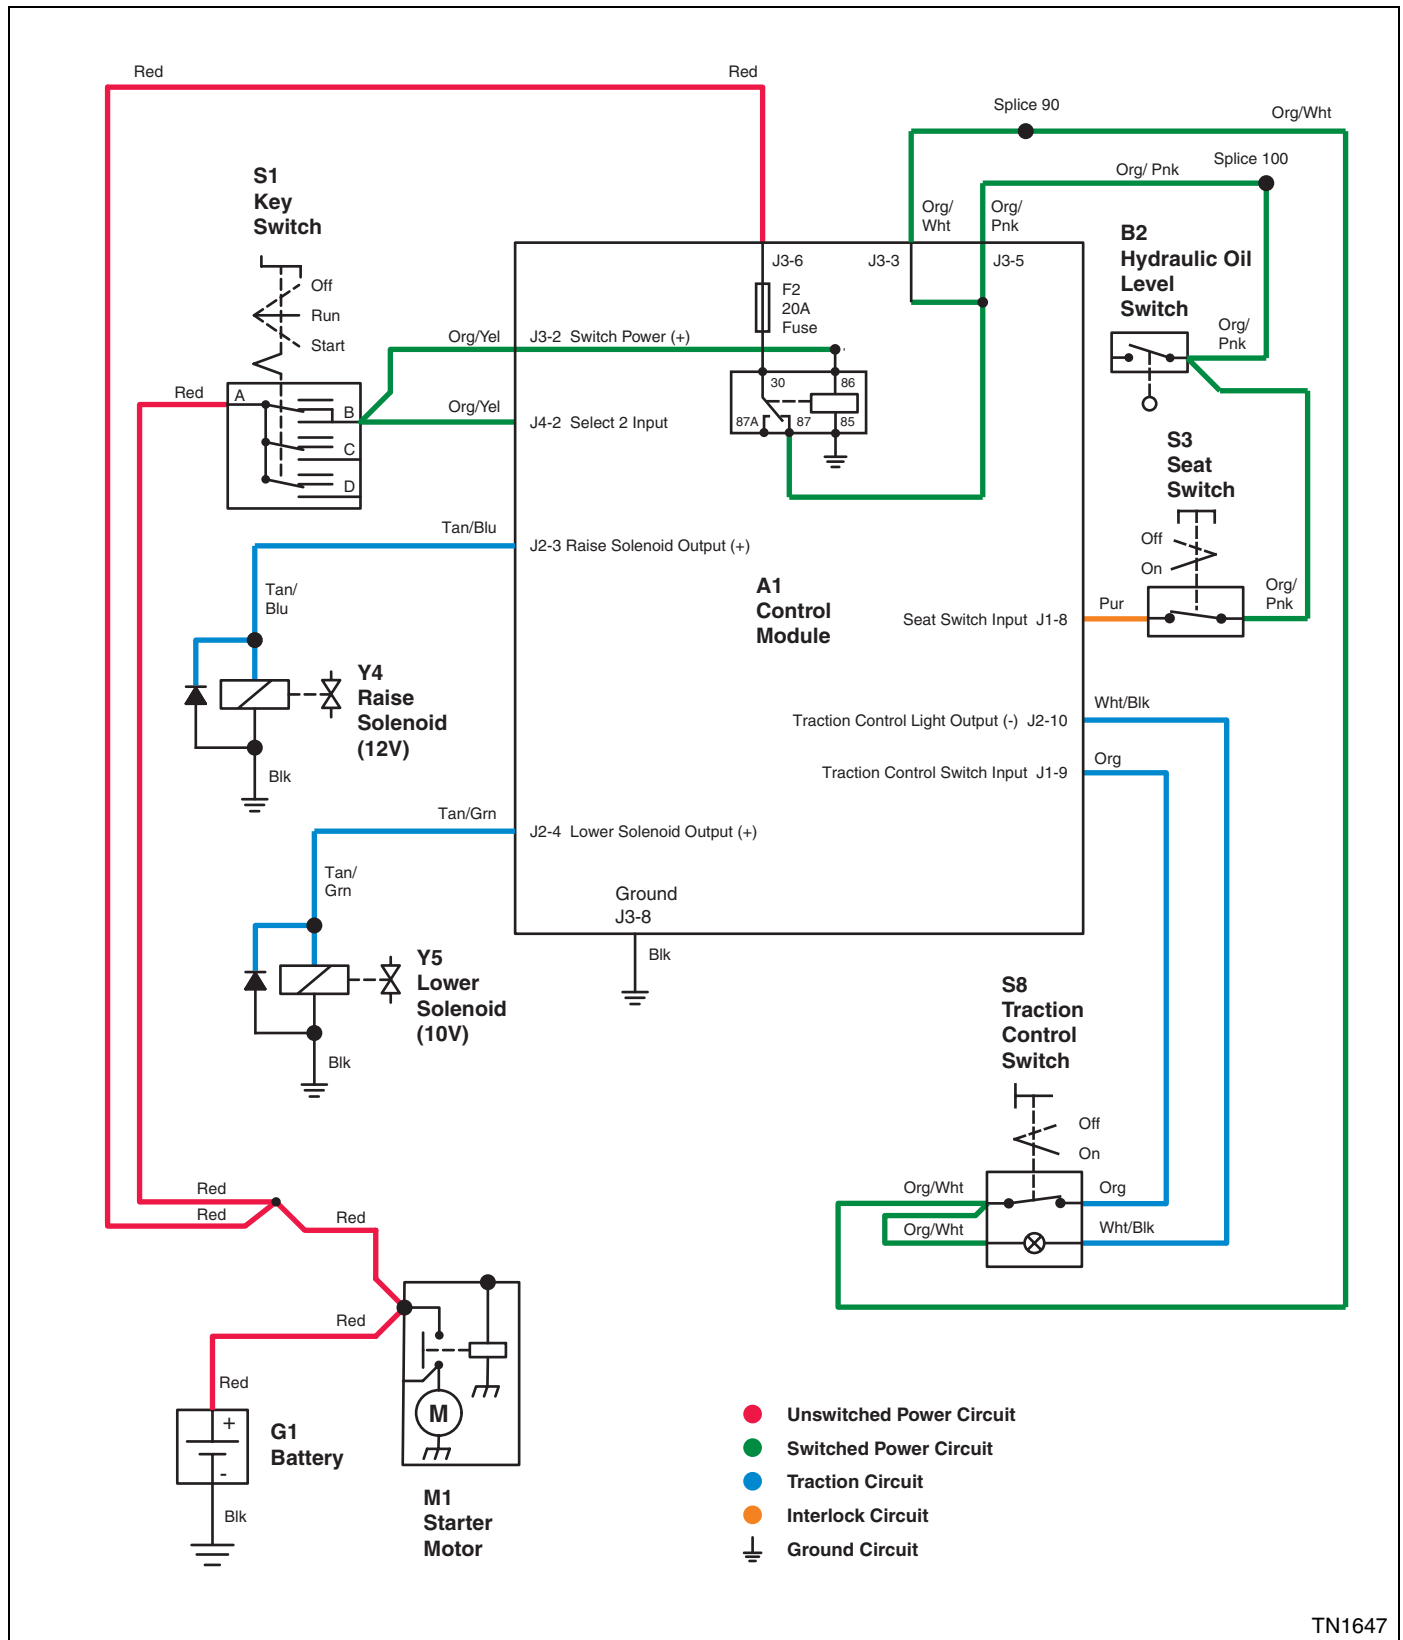 Red
Red
Splice 90
Org/Wht
Splice 100
Org/ Pnk
S1
Key
Switch
Org/
Wht
Org/
Pnk
B2
Hydraulic Oil
Level
Switch
J3-6
J3-3
J3-5
Off
Run
Start
F2
20A
Fuse
Org/
Pnk
Org/Yel
J3-2 Switch Power (+)
Red
A
B
C
D
30
86
87A
87
85
Org/Yel
J4-2 Select 2 Input
S3
Seat
Switch
Tan/Blu
J2-3 Raise Solenoid Output (+)
Off
On
Tan/
Blu
A1
Control
Module
Org/
Pnk
Pur
Seat Switch Input J1-8
Y4
Raise
Solenoid
(12V)
Blk
Wht/Blk
Traction Control Light Output (-) J2-10
Org
Traction Control Switch Input J1-9
Tan/Grn
J2-4 Lower Solenoid Output (+)
Tan/
Grn
Ground
J3-8
Blk
Y5
Lower
Solenoid
(10V)
Blk
S8
Traction
Control
Switch
Off
On
Org/Wht
Org
Org/Wht
Wht/Blk
Red
Red
Red
Red
Red
+
-
G1
Battery
Blk
M
M1
Starter
Motor
Unswitched Power Circuit
Switched Power Circuit
Traction Circuit
Interlock Circuit
Ground Circuit
TN1647